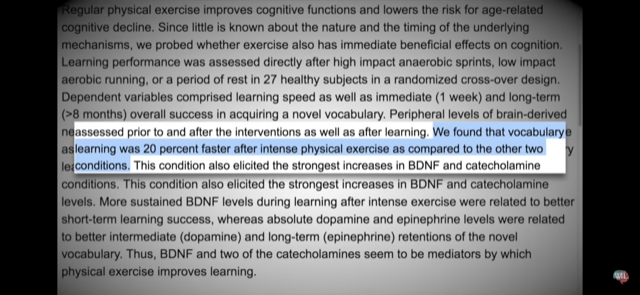 Regular physical exercise improves cognitive functions and lowers the risk for age-related
cognitive decline. Since little is known about the nature and the timing of the underlying
mechanisms, we probed whether exercise also has immediate beneficial effects on cognition.
Learning performance was assessed directly after high impact anaerobic sprints, low impact
aerobic running, or a period of rest in 27 healthy subjects in a randomized cross-over design.
Dependent variables comprised learning speed as well as immediate (1 week) and long-term
(>8 months) overall success in acquiring a novel vocabulary. Peripheral levels of brain-derived
ne assessed prior to and after the interventions as well as after learning. We found that vocabulary e
as learning was 20 percent faster after intense physical exercise as compared to the other two y
le conditions. This condition also elicited the strongest increases in BDNF and catecholamine
conditions. This condition also elicited the strongest increases in BDNF and catecholamine
levels. More sustained BDNF levels during learning after intense exercise were related to better
short-term learning success, whereas absolute dopamine and epinephrine levels were related
to better intermediate (dopamine) and long-term (epinephrine) retentions of the novel
vocabulary. Thus, BDNF and two of the catecholamines seem to be mediators by which
physical exercise improves learning.